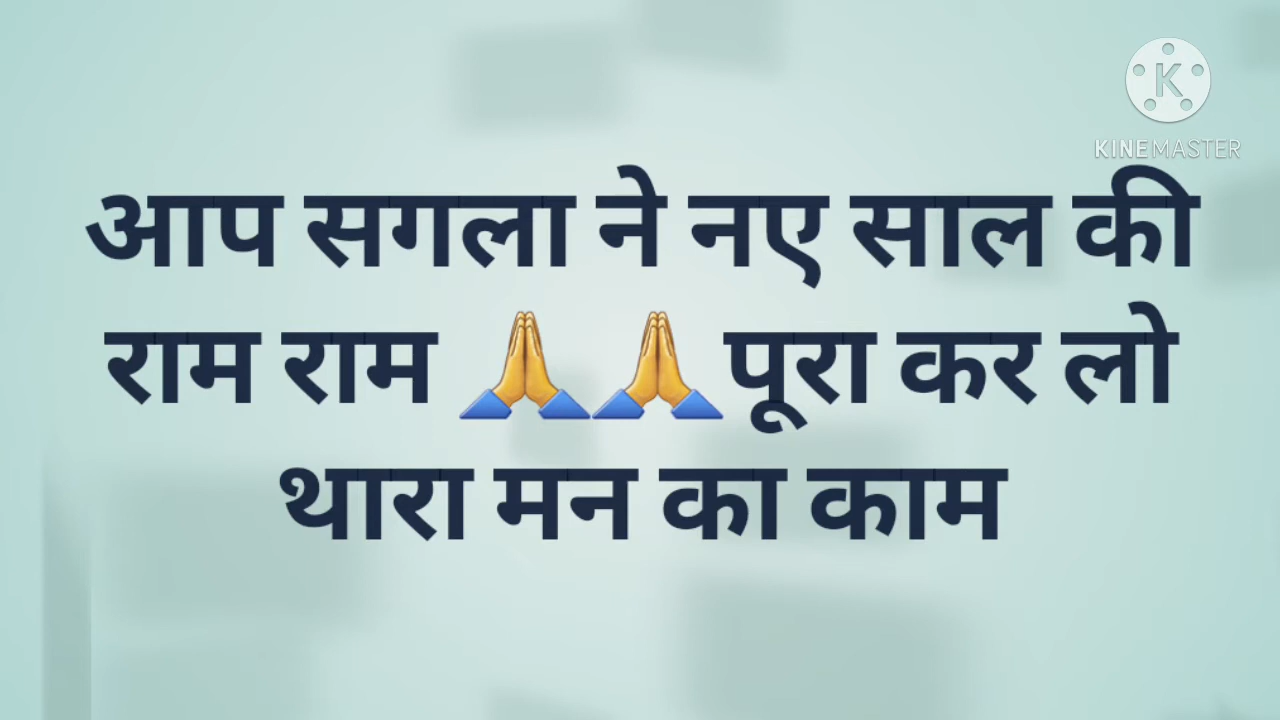 KINEMASTER
आप सगला ने नए साल की
राम राम 🙏🙏 पूरा कर लो
थारा मन का काम